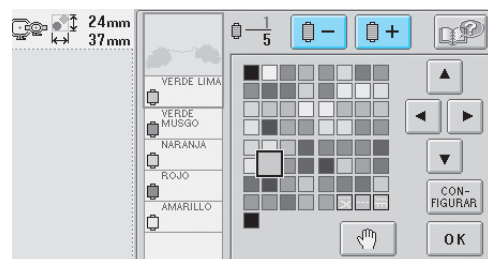 24mm
37mm
1
5
−
+
VERDE LIMA
VERDE
MUSGO
NARANJA
ROJO
AMARILLO
CON-
FIGURAR
OK